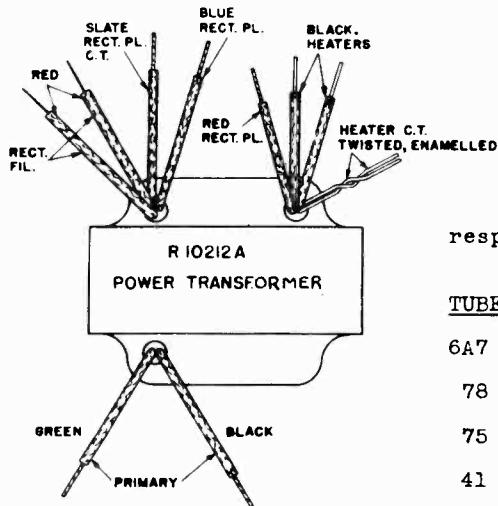 SLATE
RECT. PL.
C.T.
BLUE
RECT. PL.
BLACK.
HEATERS
RED
RED
RECT. PL.
RECT.
FIL.
HEATER C.T.
TWISTED, ENAMELLED
R 10212A
POWER TRANSFORMER
resp
TUBE
6A7
78
75
41
GREEN
BLACK
PRIMARY